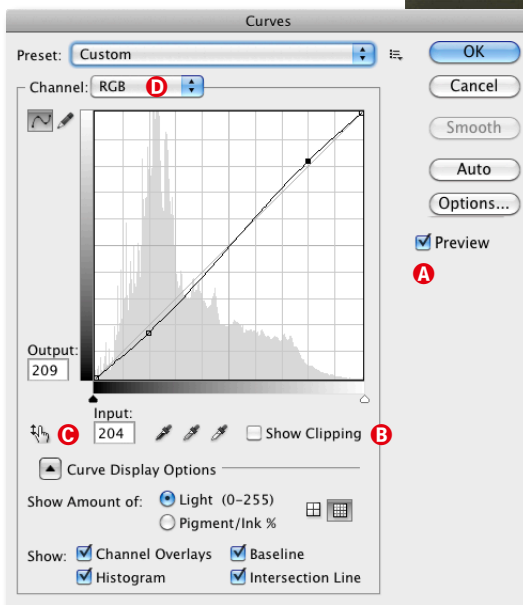 Curves
Preset: Custom
OK
Channel: RGB D
Cancel
Smooth
Auto
Options...
Preview
A
Output:
209
Input:
C 204 Show Clipping B
Curve Display Options
Show Amount of: Light (0-255)
Pigment/Ink %
Show: Channel Overlays Baseline
Histogram Intersection Line